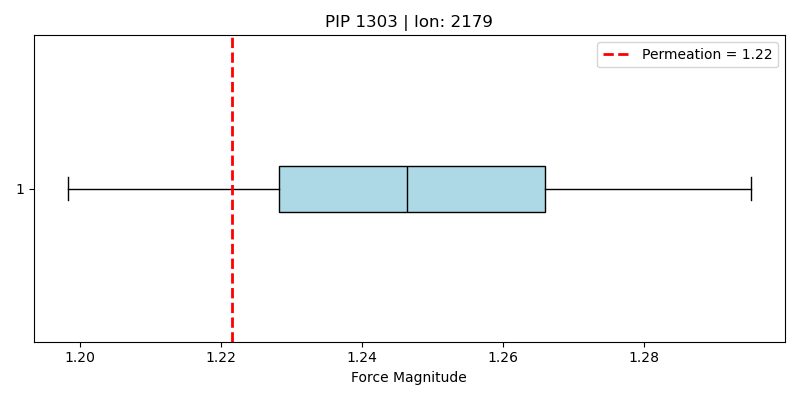 PIP 1303 | Ion: 2179
Permeation = 1.22
1
1.20 1.22 1.24 1.26 1.28
Force Magnitude